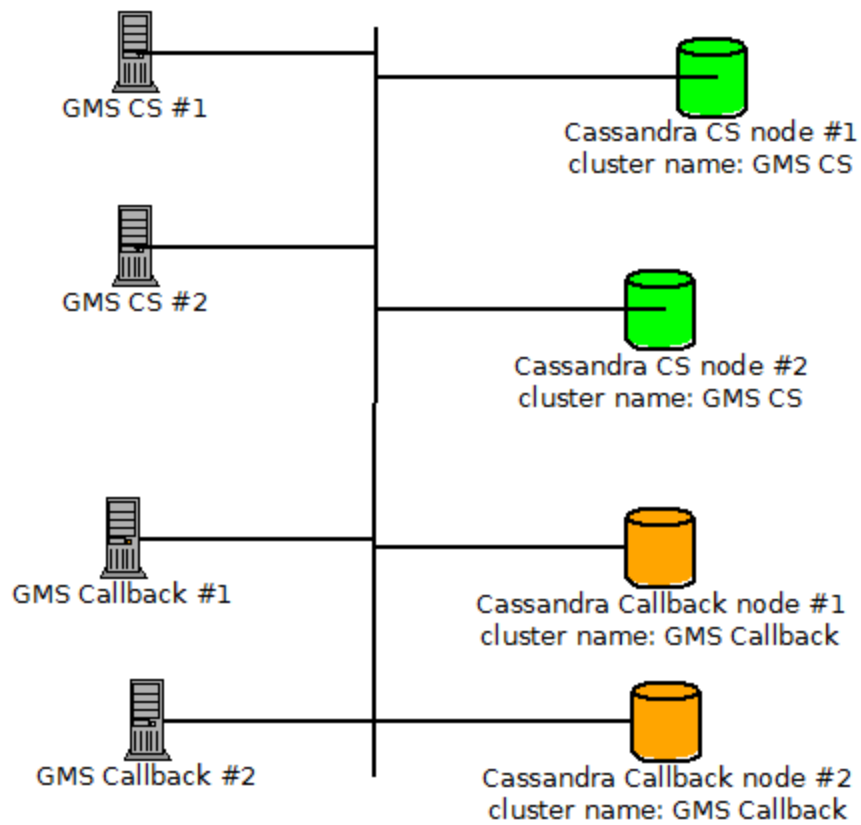 GMS CS #1
Cassandra CS node #1
cluster name: GMS CS
GMS CS #2
Cassandra CS node #2
cluster name: GMS CS
GMS Callback #1
Cassandra Callback node #1
cluster name: GMS Callback
GMS Callback #2
Cassandra Callback node #2
cluster name: GMS Callback